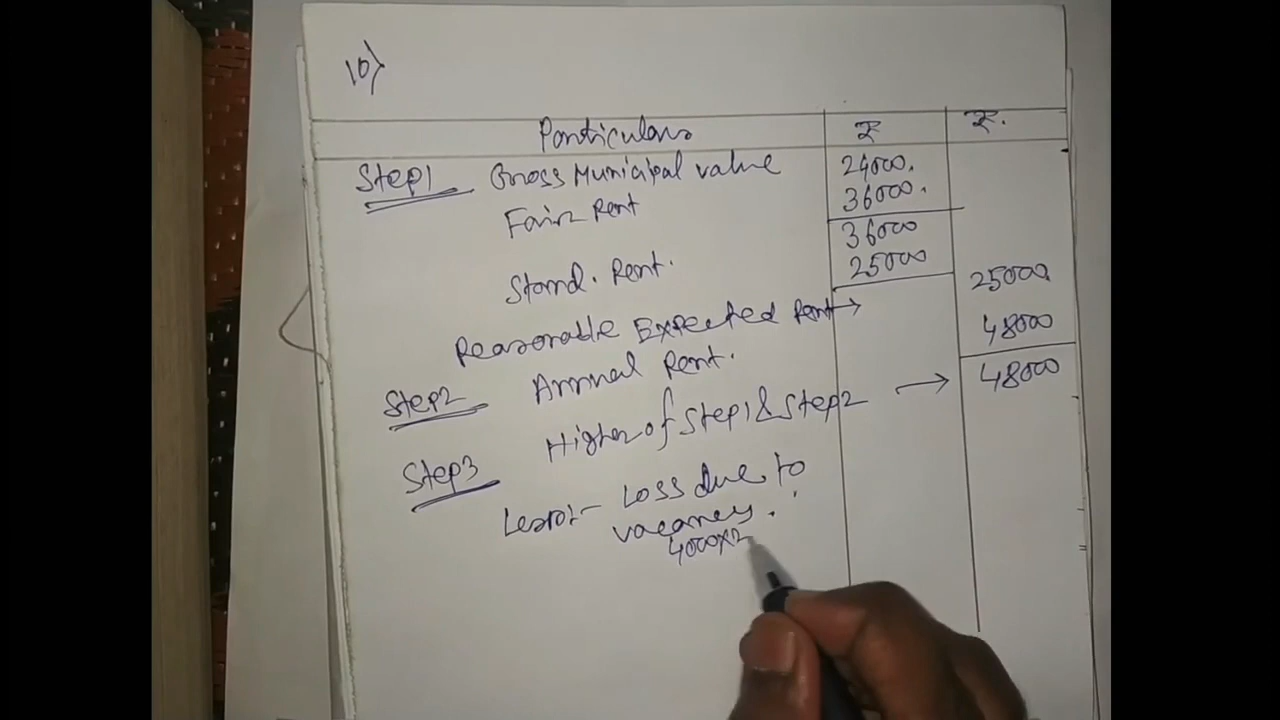 10)
Particulars ₹ ₹.
Step1 Gross Municipal value 24000.
Fair Rent 36000.
36000
Stand. Rent. 25000
Reasonable Expected Rent → 25000
Step2 Annual Rent. 48000
Step3 Higher of Step1 & Step2 → 48000
Less:- Loss due to
vacancy.
4000x2